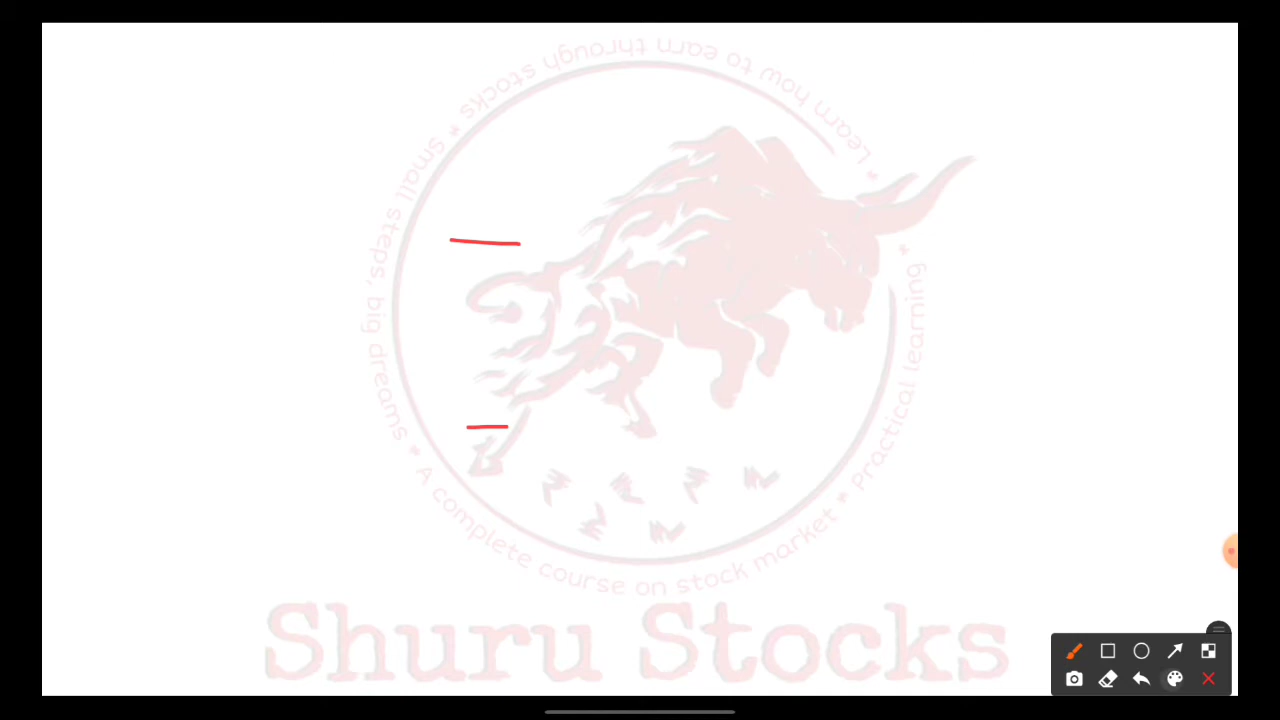 Learn how to earn through stocks * Small steps, big dreams * A complete course on stock market * Practical learning *
Shuru Stocks